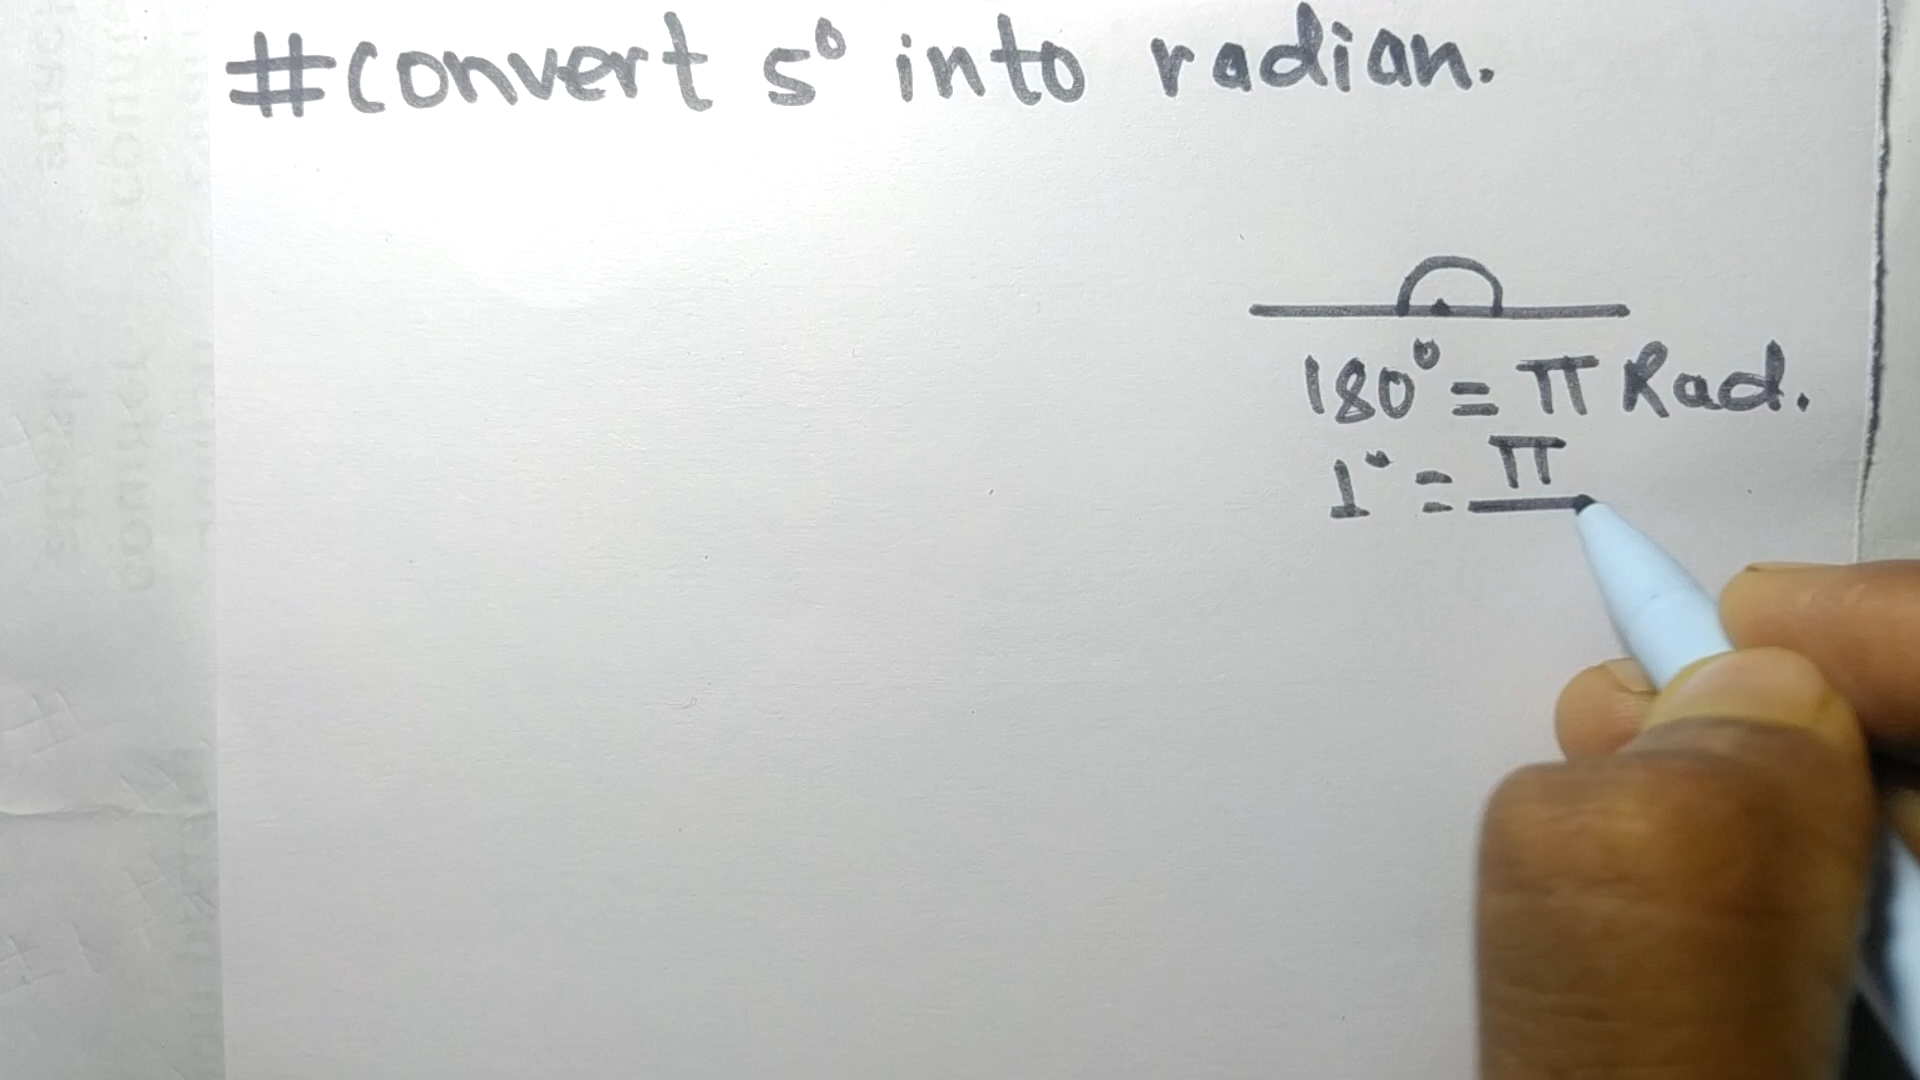 #convert 5° into radian.
180° = π Rad.
1° = π